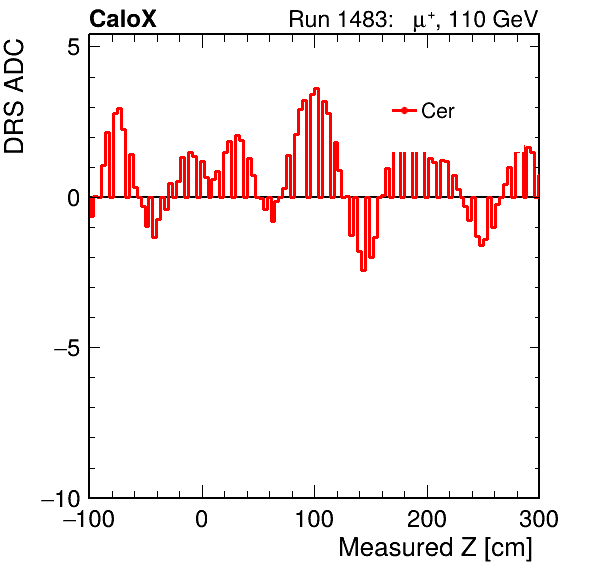 CaloX Run 1483: μ⁺, 110 GeV
DRS ADC
5
Cer
0
−5
−10
−100 0 100 200 300
Measured Z [cm]